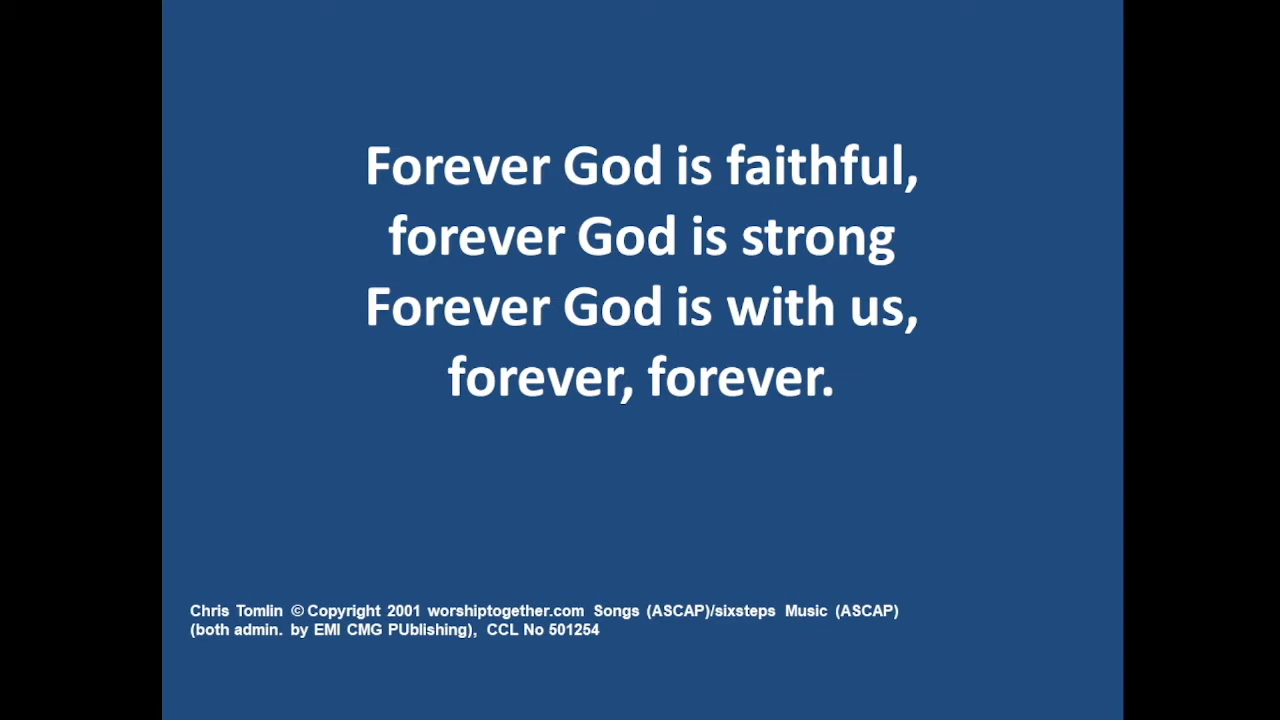 Forever God is faithful,
forever God is strong
Forever God is with us,
forever, forever.
Chris Tomlin © Copyright 2001 worshiptogether.com Songs (ASCAP)/sixsteps Music (ASCAP)
(both admin. by EMI CMG PUblishing), CCL No 501254